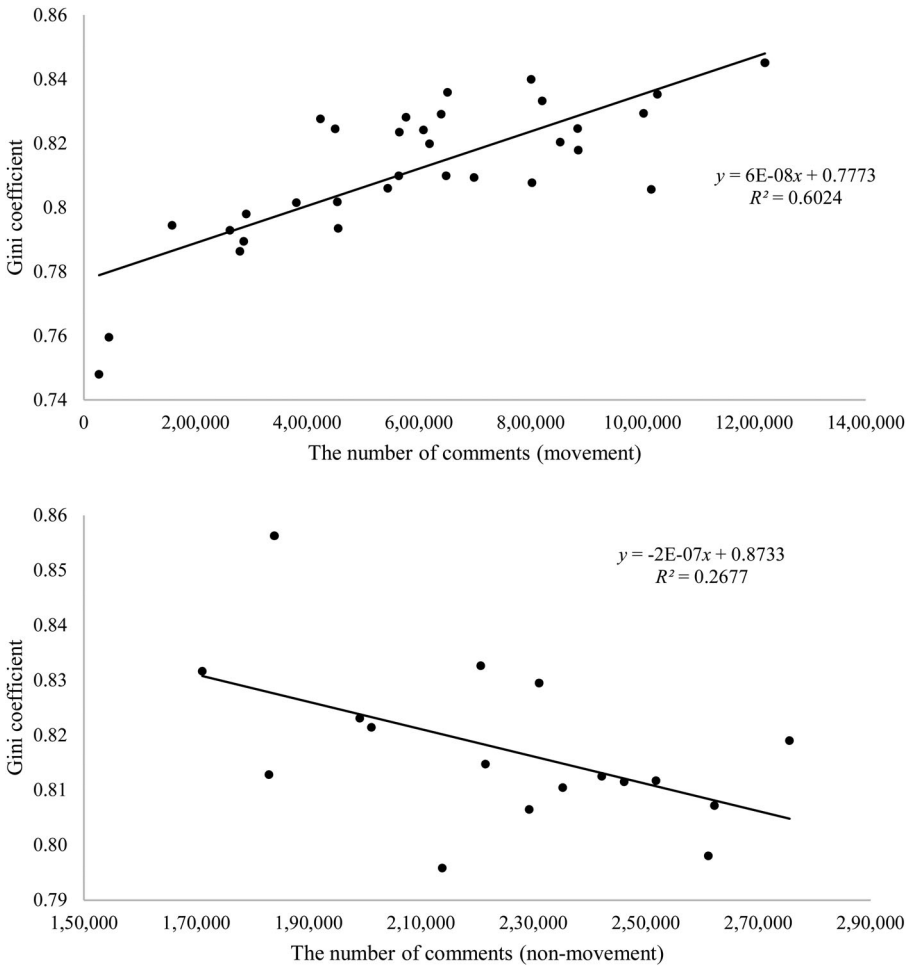 0.86
0.84
0.82
0.8
0.78
0.76
0.74
Gini coefficient
y = 6E-08x + 0.7773
R² = 0.6024
0 2,00,000 4,00,000 6,00,000 8,00,000 10,00,000 12,00,000 14,00,000
The number of comments (movement)
0.86
0.85
0.84
0.83
0.82
0.81
0.80
0.79
Gini coefficient
y = -2E-07x + 0.8733
R² = 0.2677
1,50,000 1,70,000 1,90,000 2,10,000 2,30,000 2,50,000 2,70,000 2,90,000
The number of comments (non-movement)